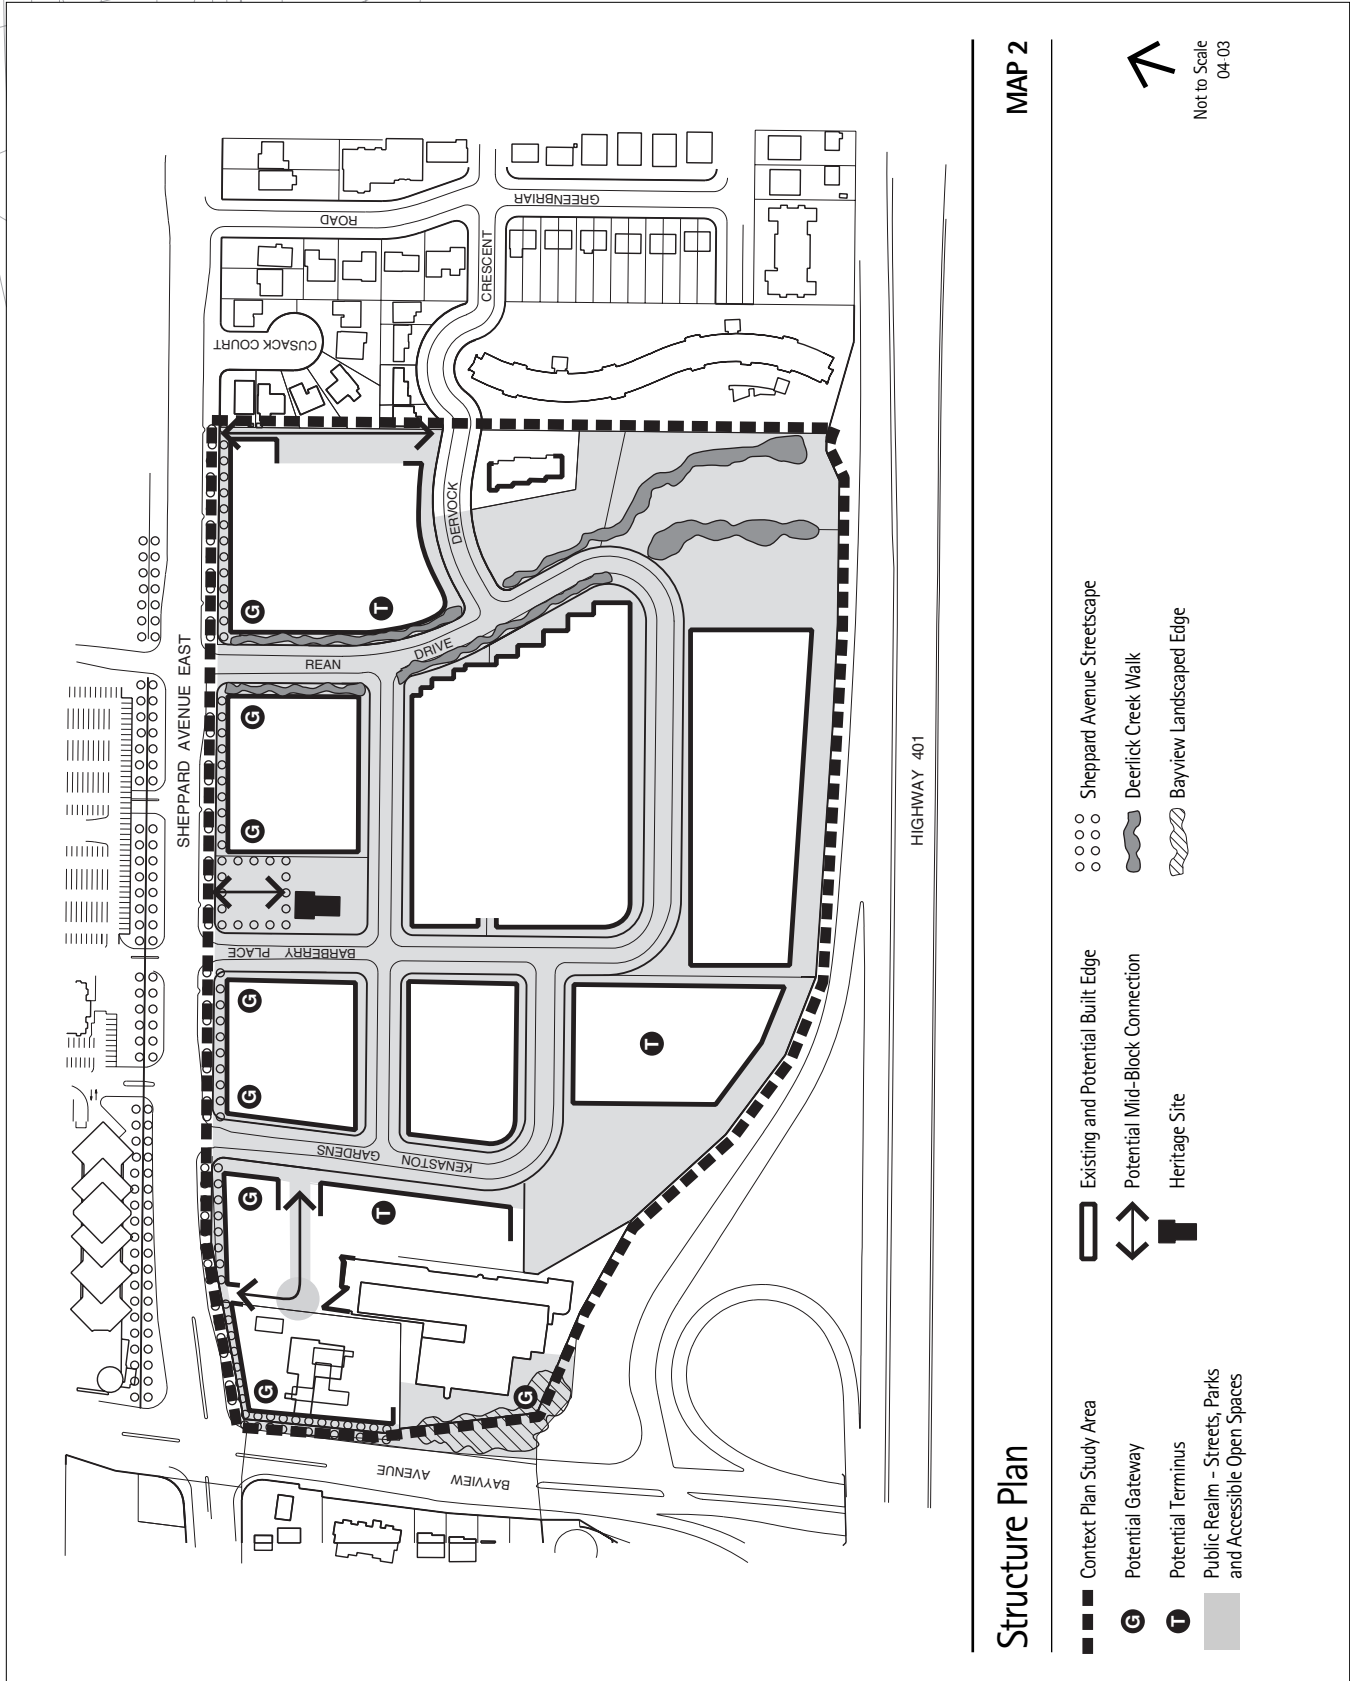 SHEPPARD AVENUE EAST
ROAD
CUSACK COURT
CRESCENT
GREENBRIAR
DERVOCK
G
T
REAN
DRIVE
G
G
BARBERRY PLACE
G
G
T
KENASTON
GARDENS
G
T
G
G
BAYVIEW AVENUE
HIGHWAY 401
Structure Plan
MAP 2
Context Plan Study Area
G Potential Gateway
T Potential Terminus
Public Realm - Streets, Parks
and Accessible Open Spaces
Existing and Potential Built Edge
Potential Mid-Block Connection
Heritage Site
Sheppard Avenue Streetscape
Deerlick Creek Walk
Bayview Landscaped Edge
Not to Scale
04-03